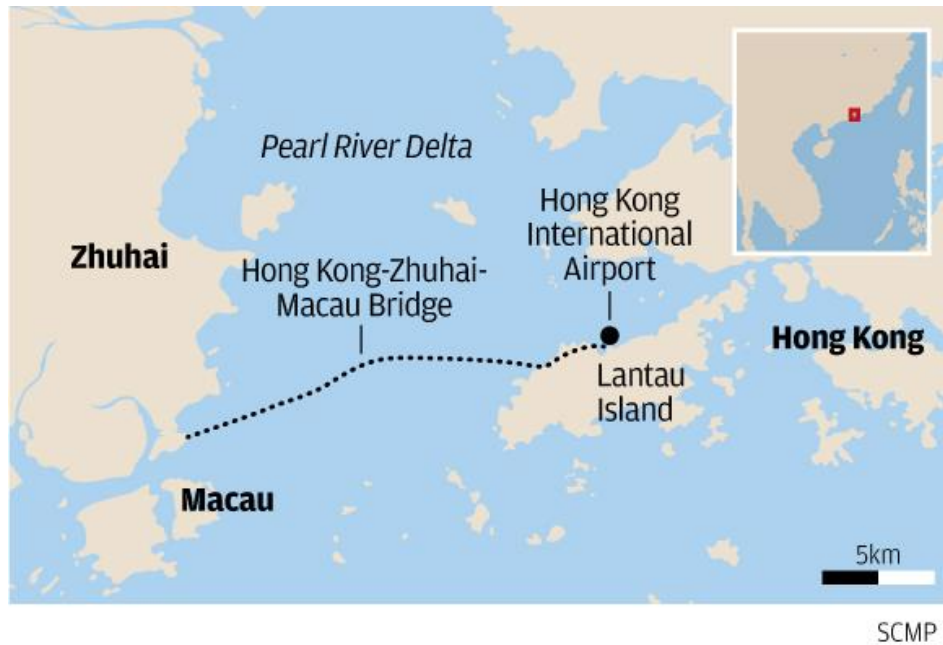 Pearl River Delta
Hong Kong
International
Airport
Zhuhai
Hong Kong-Zhuhai-
Macau Bridge
Hong Kong
Lantau
Island
Macau
5km
SCMP